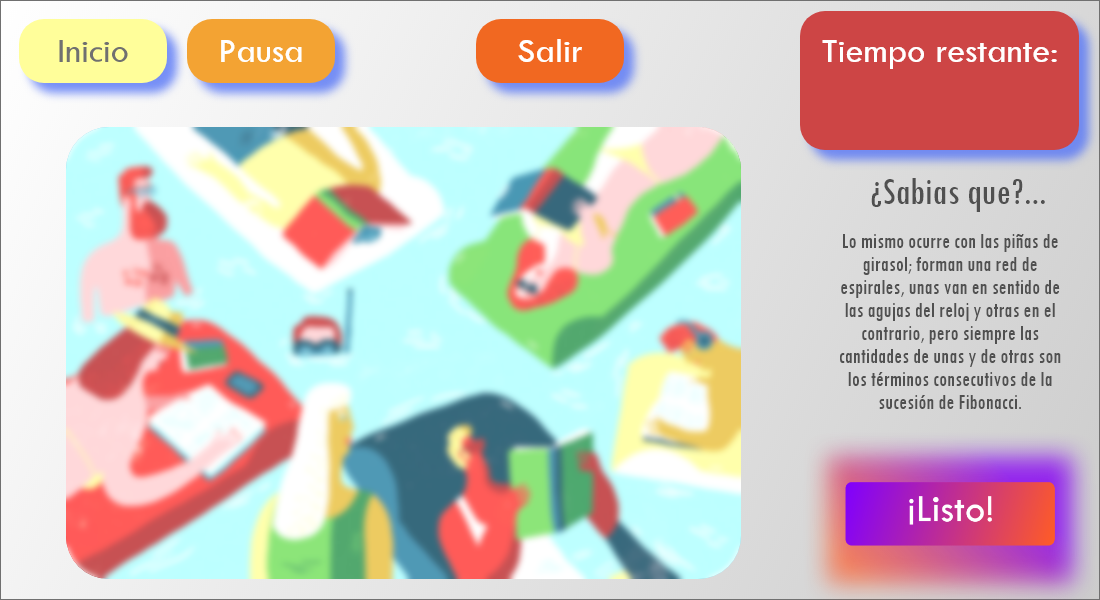 Inicio
Pausa
Salir
Tiempo restante:
¿Sabias que?...
Lo mismo ocurre con las piñas de
girasol; forman una red de
espirales, unas van en sentido de
las agujas del reloj y otras en el
contrario, pero siempre las
cantidades de unas y de otras son
los términos consecutivos de la
sucesión de Fibonacci.
¡Listo!